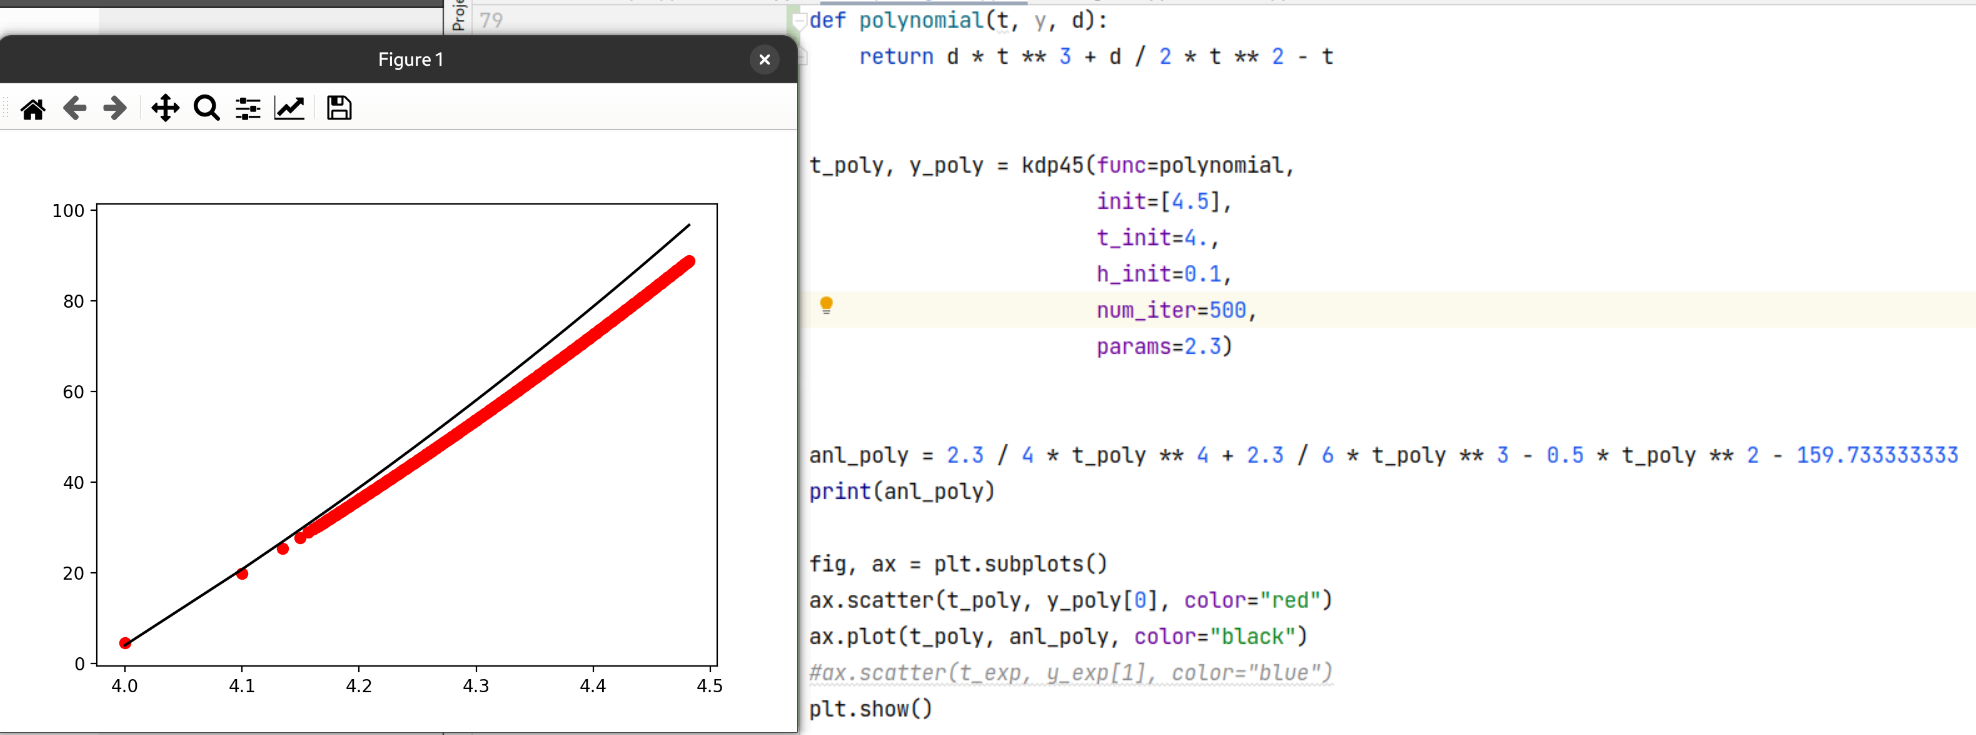 Proje
79
Figure 1
100
80
60
40
20
0
4.0 4.1 4.2 4.3 4.4 4.5
def polynomial(t, y, d):
    return d * t ** 3 + d / 2 * t ** 2 - t
t_poly, y_poly = kdp45(func=polynomial,
                       init=[4.5],
                       t_init=4.,
                       h_init=0.1,
                       num_iter=500,
                       params=2.3)
anl_poly = 2.3 / 4 * t_poly ** 4 + 2.3 / 6 * t_poly ** 3 - 0.5 * t_poly ** 2 - 159.733333333
print(anl_poly)
fig, ax = plt.subplots()
ax.scatter(t_poly, y_poly[0], color="red")
ax.plot(t_poly, anl_poly, color="black")
#ax.scatter(t_exp, y_exp[1], color="blue")
plt.show()